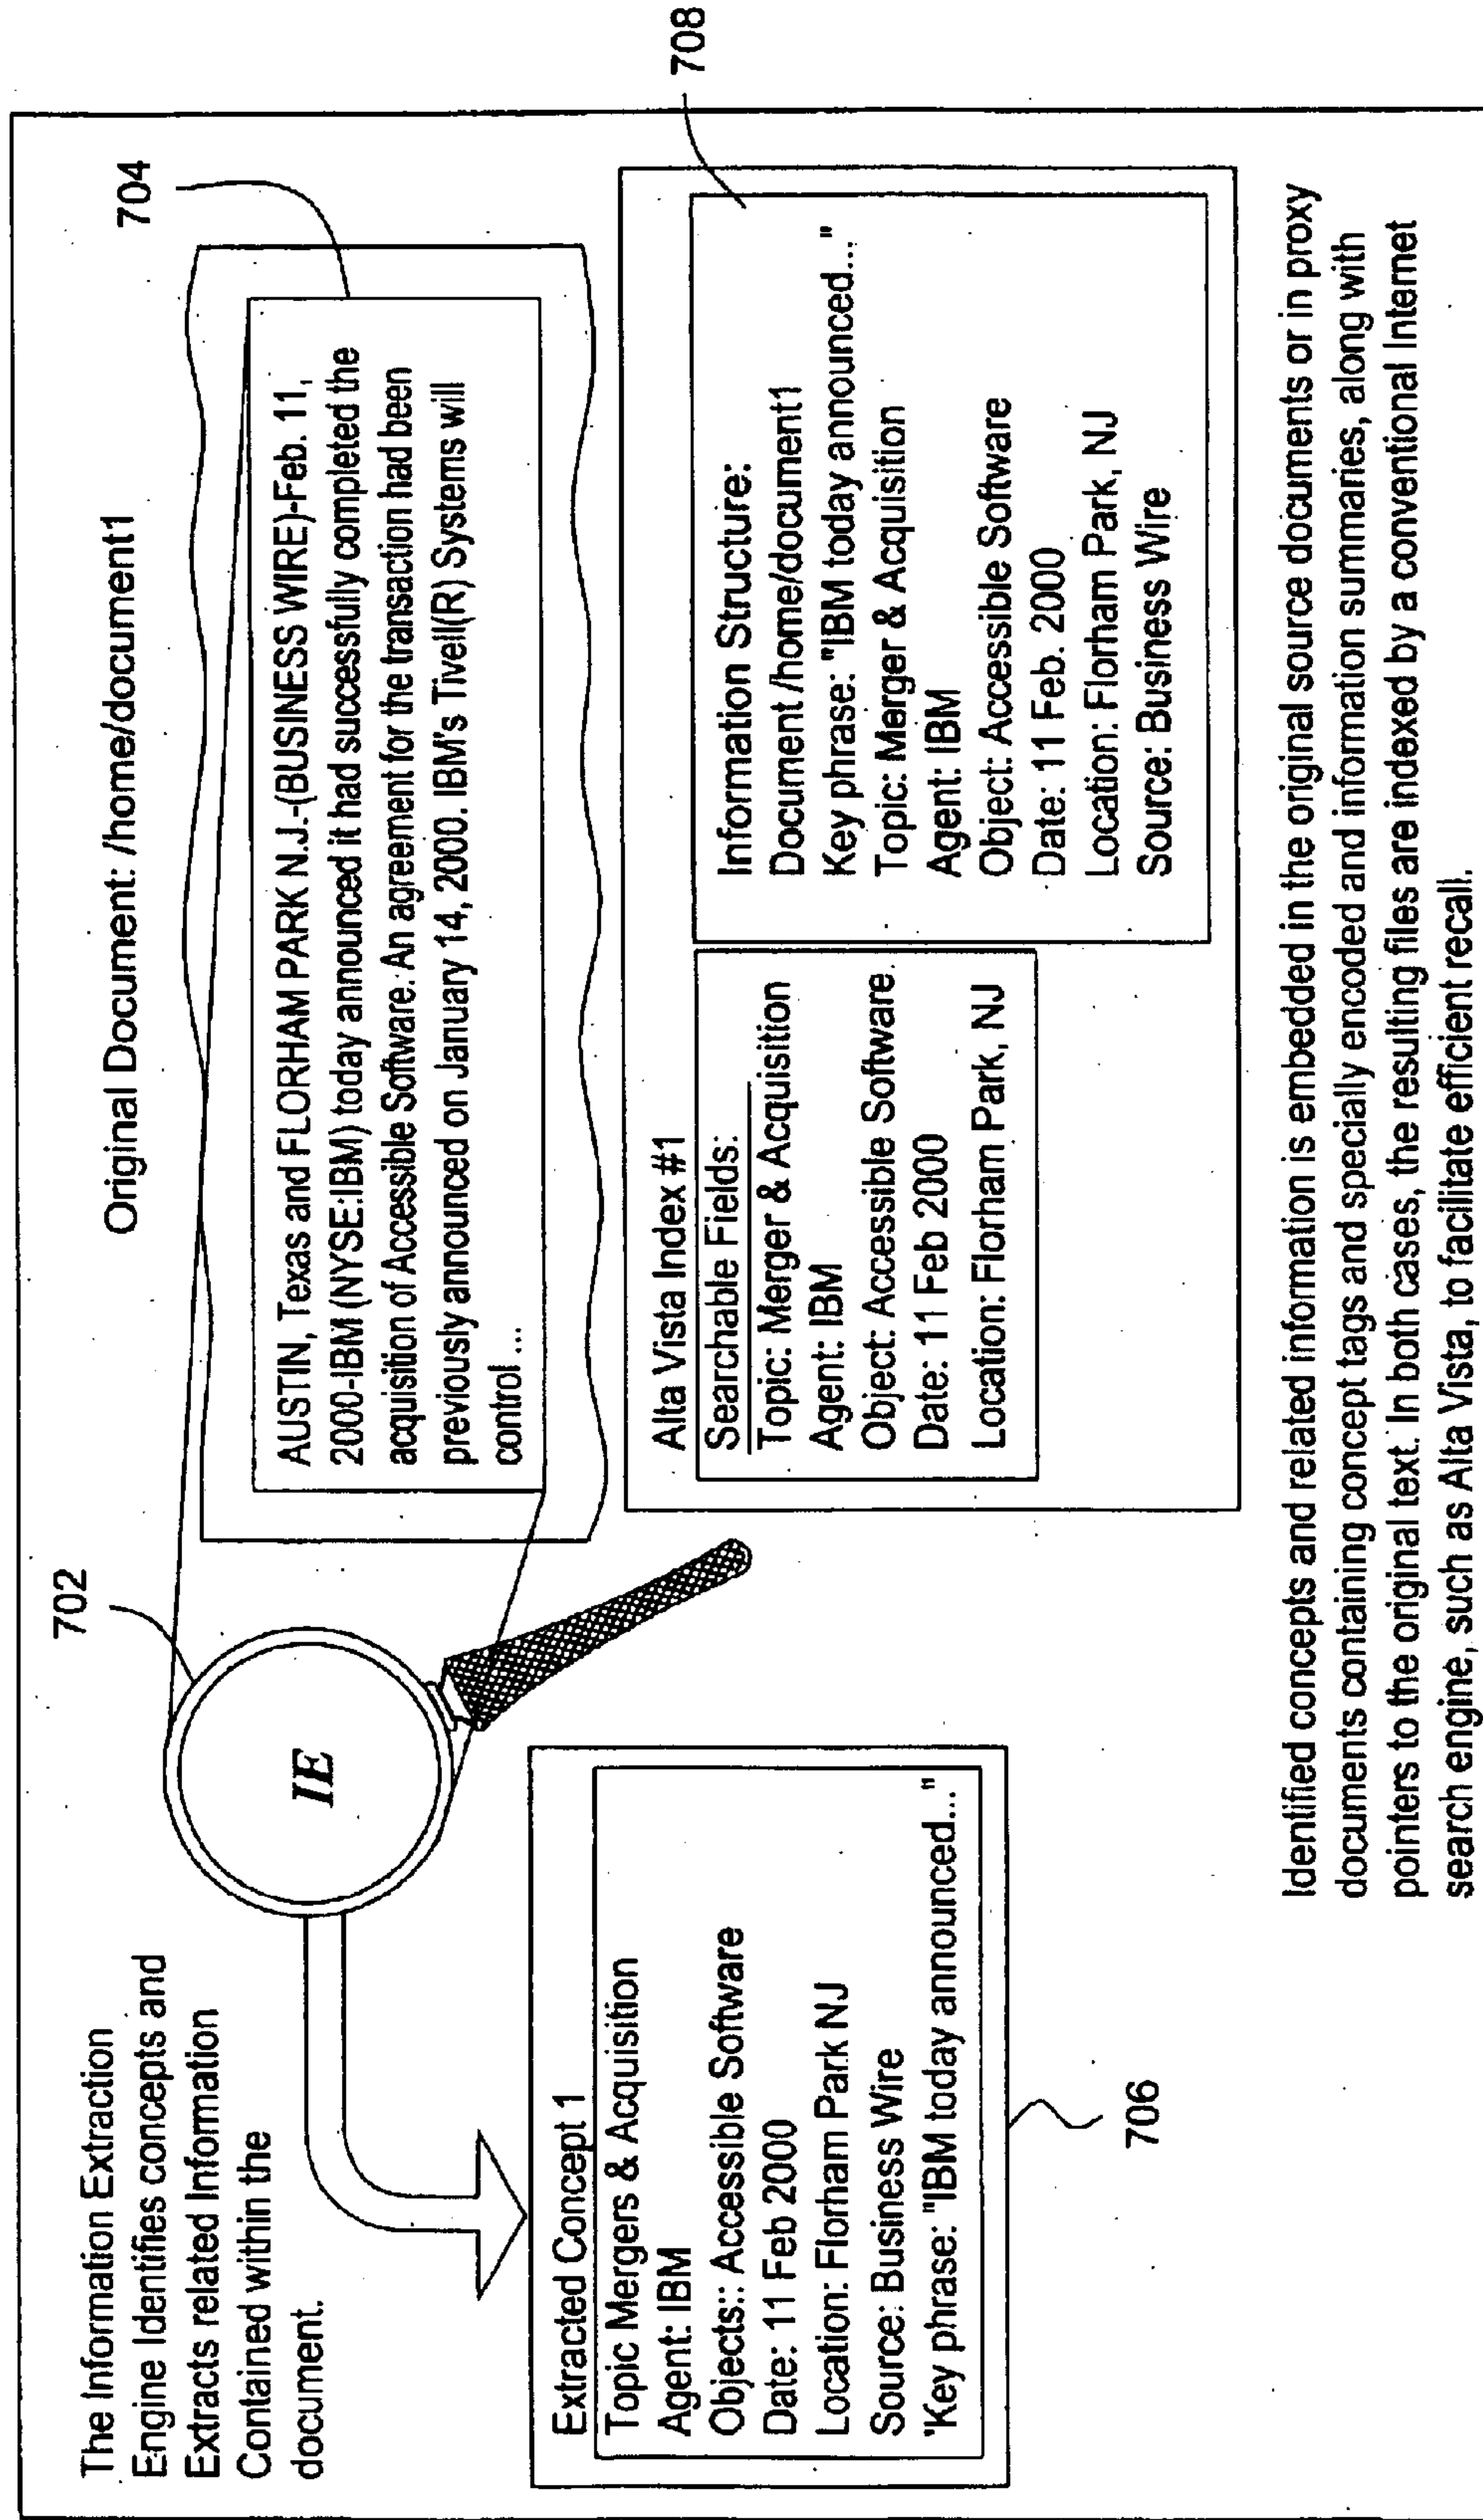 The Information Extraction
Engine Identifies concepts and
Extracts related Information
Contained within the
document.
702
IE
Original Document: /home/document1
704
AUSTIN, Texas and FLORHAM PARK N.J.-(BUSINESS WIRE)-Feb. 11,
2000-IBM (NYSE:IBM) today announced it had successfully completed the
acquisition of Accessible Software. An agreement for the transaction had been
previously announced on January 14, 2000. IBM's Tivell(R) Systems will
control ...
Extracted Concept 1
Topic Mergers & Acquisition
Agent: IBM
Objects:: Accessible Software
Date: 11 Feb 2000
Location: Florham Park NJ
Source: Business Wire
"Key phrase: "IBM today announced..."
706
Alta Vista Index #1
Searchable Fields:
Topic: Merger & Acquisition
Agent: IBM
Object: Accessible Software
Date: 11 Feb 2000
Location: Florham Park, NJ
708
Information Structure:
Document /home/document1
Key phrase: "IBM today announced..."
Topic: Merger & Acquisition
Agent: IBM
Object: Accessible Software
Date: 11 Feb. 2000
Location: Florham Park, NJ
Source: Business Wire
Identified concepts and related information is embedded in the original source documents or in proxy
documents containing concept tags and specially encoded and information summaries, along with
pointers to the original text. In both cases, the resulting files are indexed by a conventional Internet
search engine, such as Alta Vista, to facilitate efficient recall.